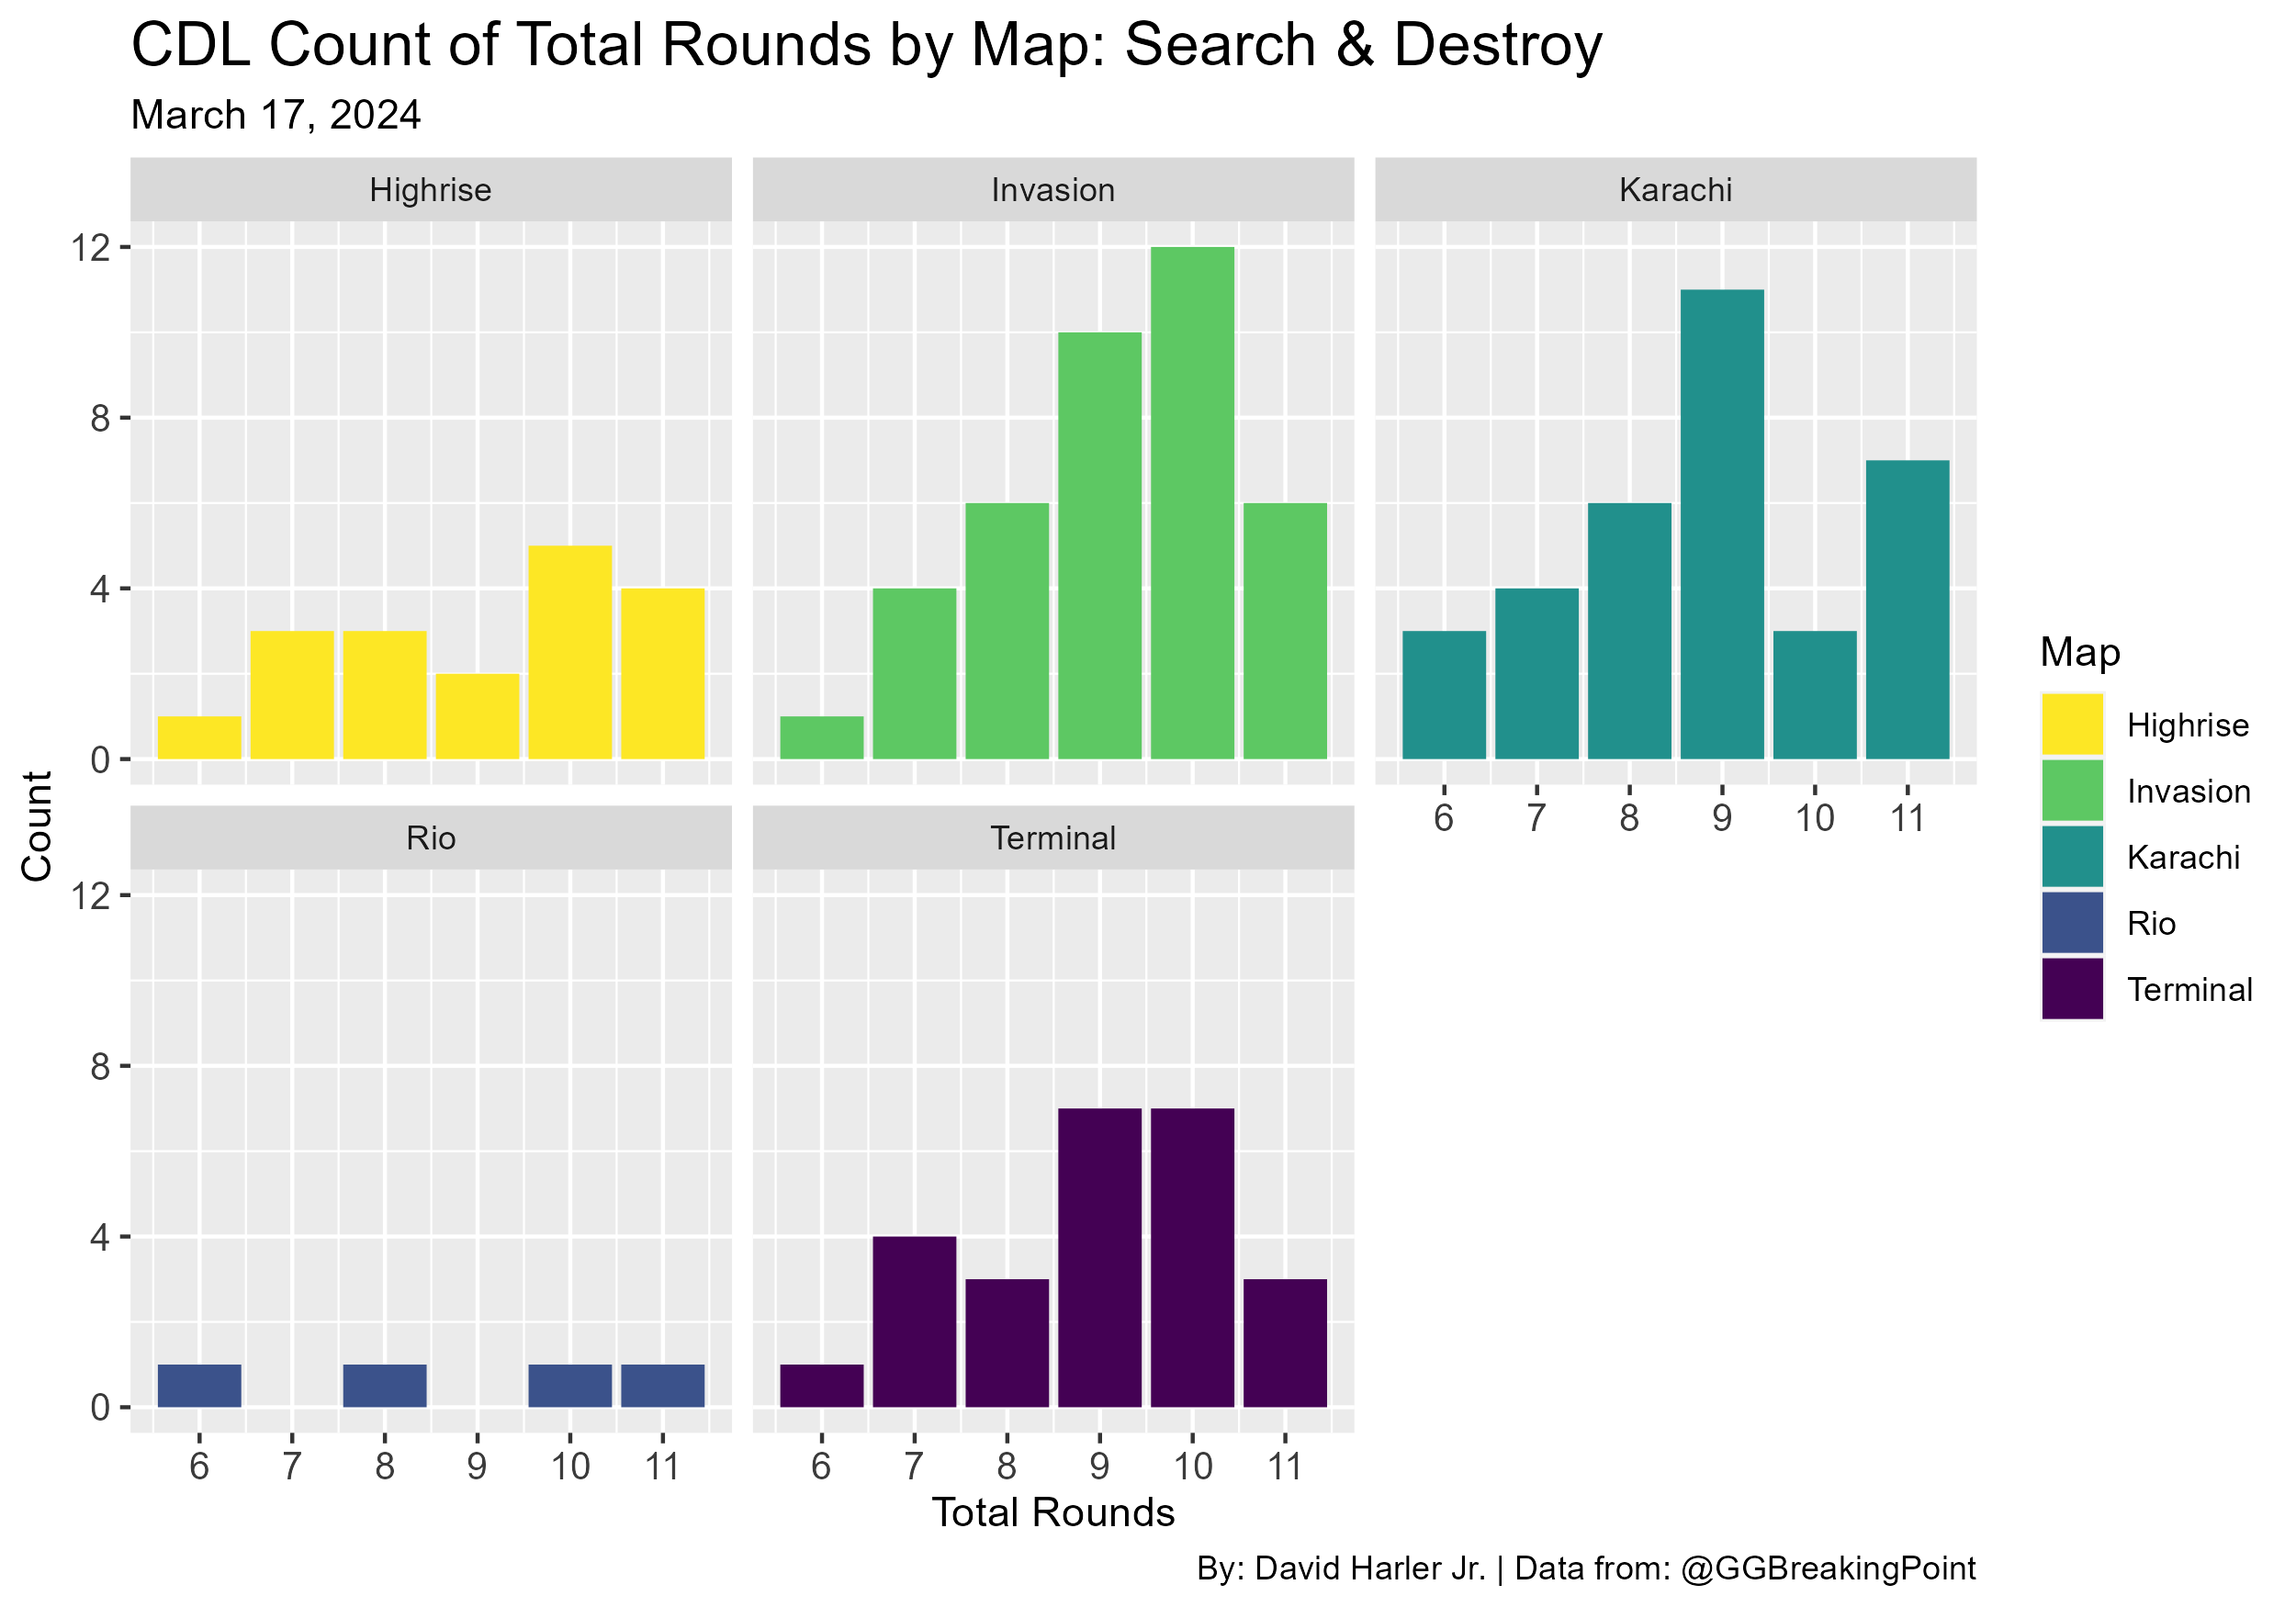 CDL Count of Total Rounds by Map: Search & Destroy
March 17, 2024
Highrise
Invasion
Karachi
12
8
4
0
6 7 8 9 10 11
Count
Rio
Terminal
12
8
4
0
6 7 8 9 10 11
6 7 8 9 10 11
Total Rounds
Map
Highrise
Invasion
Karachi
Rio
Terminal
By: David Harler Jr. | Data from: @GGBreakingPoint